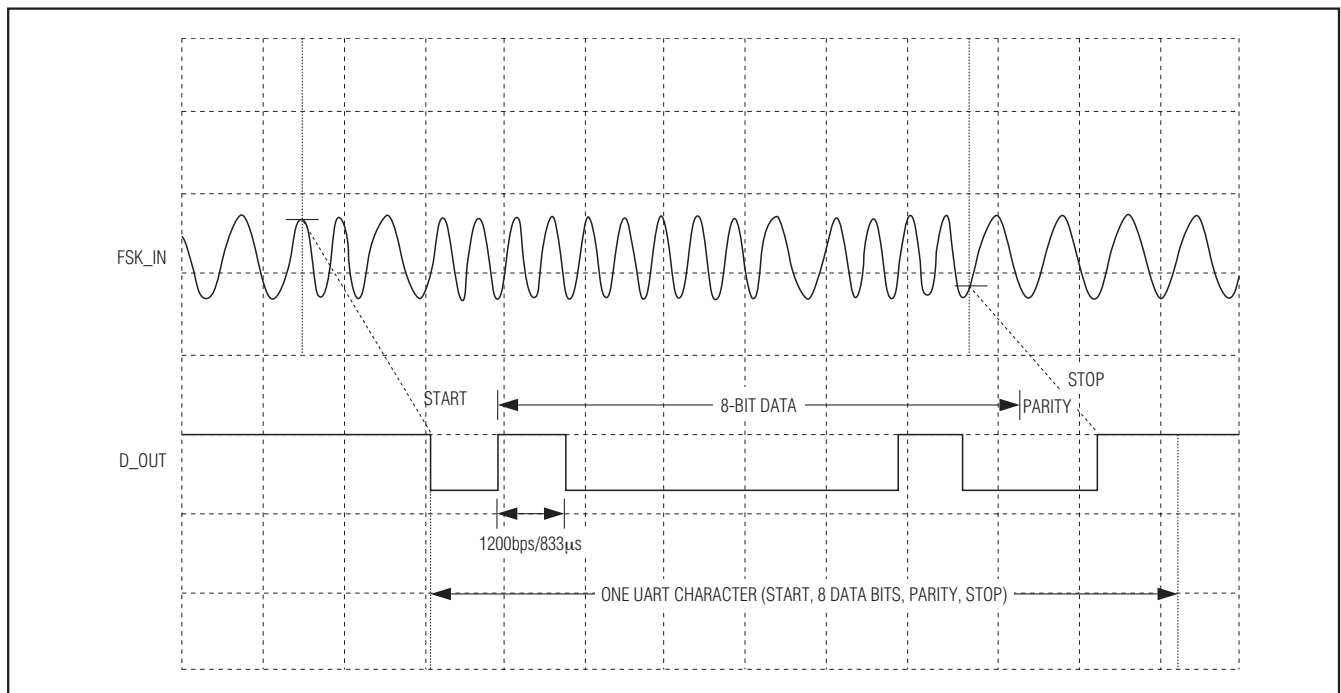 FSK_IN
START
STOP
8-BIT DATA
PARITY
D_OUT
1200bps/833μs
ONE UART CHARACTER (START, 8 DATA BITS, PARITY, STOP)